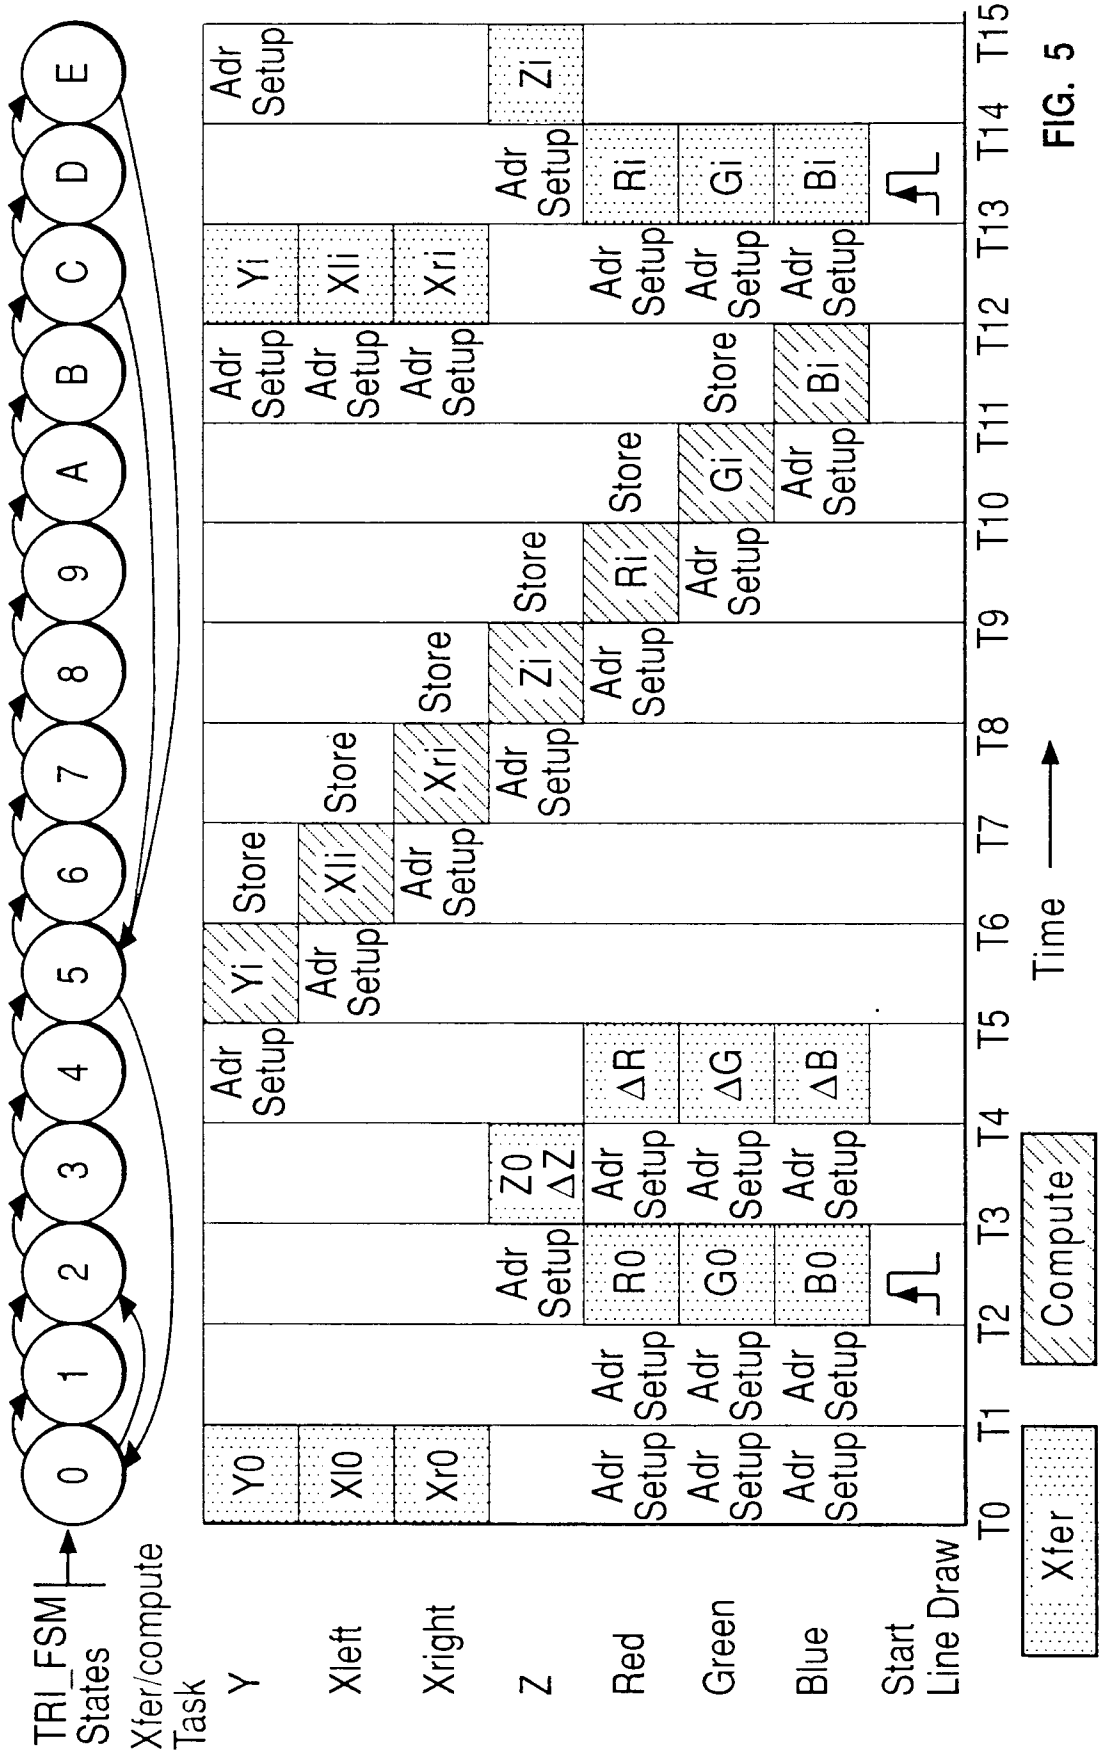 TRI_FSM
States
0 1 2 3 4 5 6 7 8 9 A B C D E
Xfer/compute
Task
Y
Y0
Adr
Setup
Yi
Store
Adr
Setup
Yi
Adr
Setup
Xleft
Xl0
Adr
Setup
Xli
Store
Adr
Setup
Xli
Xright
Xr0
Adr
Setup
Xri
Store
Adr
Setup
Xri
Z
Adr
Setup
Z0
ΔZ
Adr
Setup
Zi
Store
Adr
Setup
Zi
Red
Adr
Setup
Adr
Setup
R0
Adr
Setup
ΔR
Adr
Setup
Ri
Store
Adr
Setup
Ri
Green
Adr
Setup
Adr
Setup
G0
Adr
Setup
ΔG
Adr
Setup
Gi
Store
Adr
Setup
Gi
Blue
Adr
Setup
Adr
Setup
B0
Adr
Setup
ΔB
Adr
Setup
Bi
Adr
Setup
Bi
Start
Line Draw
T0 T1 T2 T3 T4 T5 T6 T7 T8 T9 T10 T11 T12 T13 T14 T15
Time
Xfer
Compute
FIG. 5